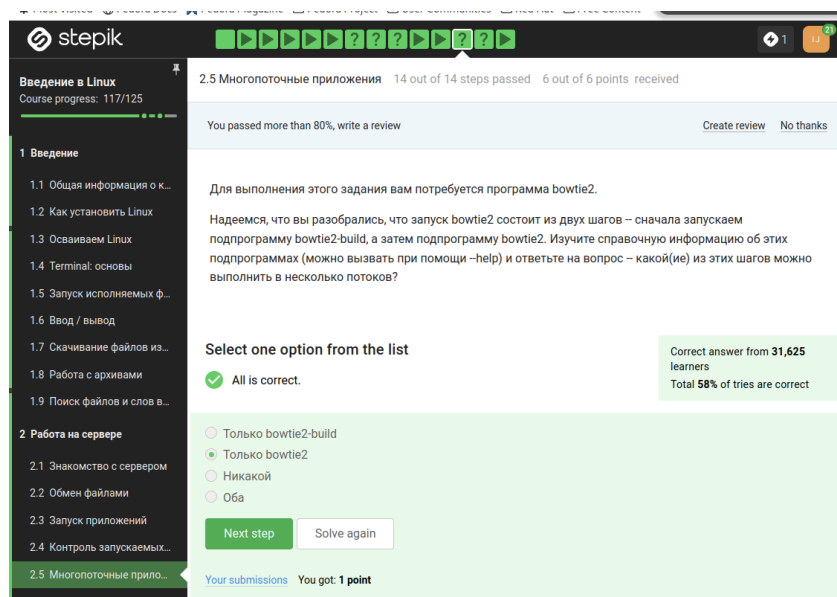 stepik
1
IJ
21
Введение в Linux
Course progress: 117/125
2.5 Многопоточные приложения 14 out of 14 steps passed 6 out of 6 points received
You passed more than 80%, write a review
Create review
No thanks
1 Введение
1.1 Общая информация о к...
1.2 Как установить Linux
1.3 Осваиваем Linux
1.4 Terminal: основы
1.5 Запуск исполняемых ф...
1.6 Ввод / вывод
1.7 Скачивание файлов из...
1.8 Работа с архивами
1.9 Поиск файлов и слов в...
2 Работа на сервере
2.1 Знакомство с сервером
2.2 Обмен файлами
2.3 Запуск приложений
2.4 Контроль запускаемых...
2.5 Многопоточные прило...
Для выполнения этого задания вам потребуется программа bowtie2.
Надеемся, что вы разобрались, что запуск bowtie2 состоит из двух шагов – сначала запускаем
подпрограмму bowtie2-build, а затем подпрограмму bowtie2. Изучите справочную информацию об этих
подпрограммах (можно вызвать при помощи --help) и ответьте на вопрос – какой(ие) из этих шагов можно
выполнить в несколько потоков?
Select one option from the list
All is correct.
Correct answer from 31,625
learners
Total 58% of tries are correct
Только bowtie2-build
Только bowtie2
Никакой
Оба
Next step
Solve again
Your submissions You got: 1 point